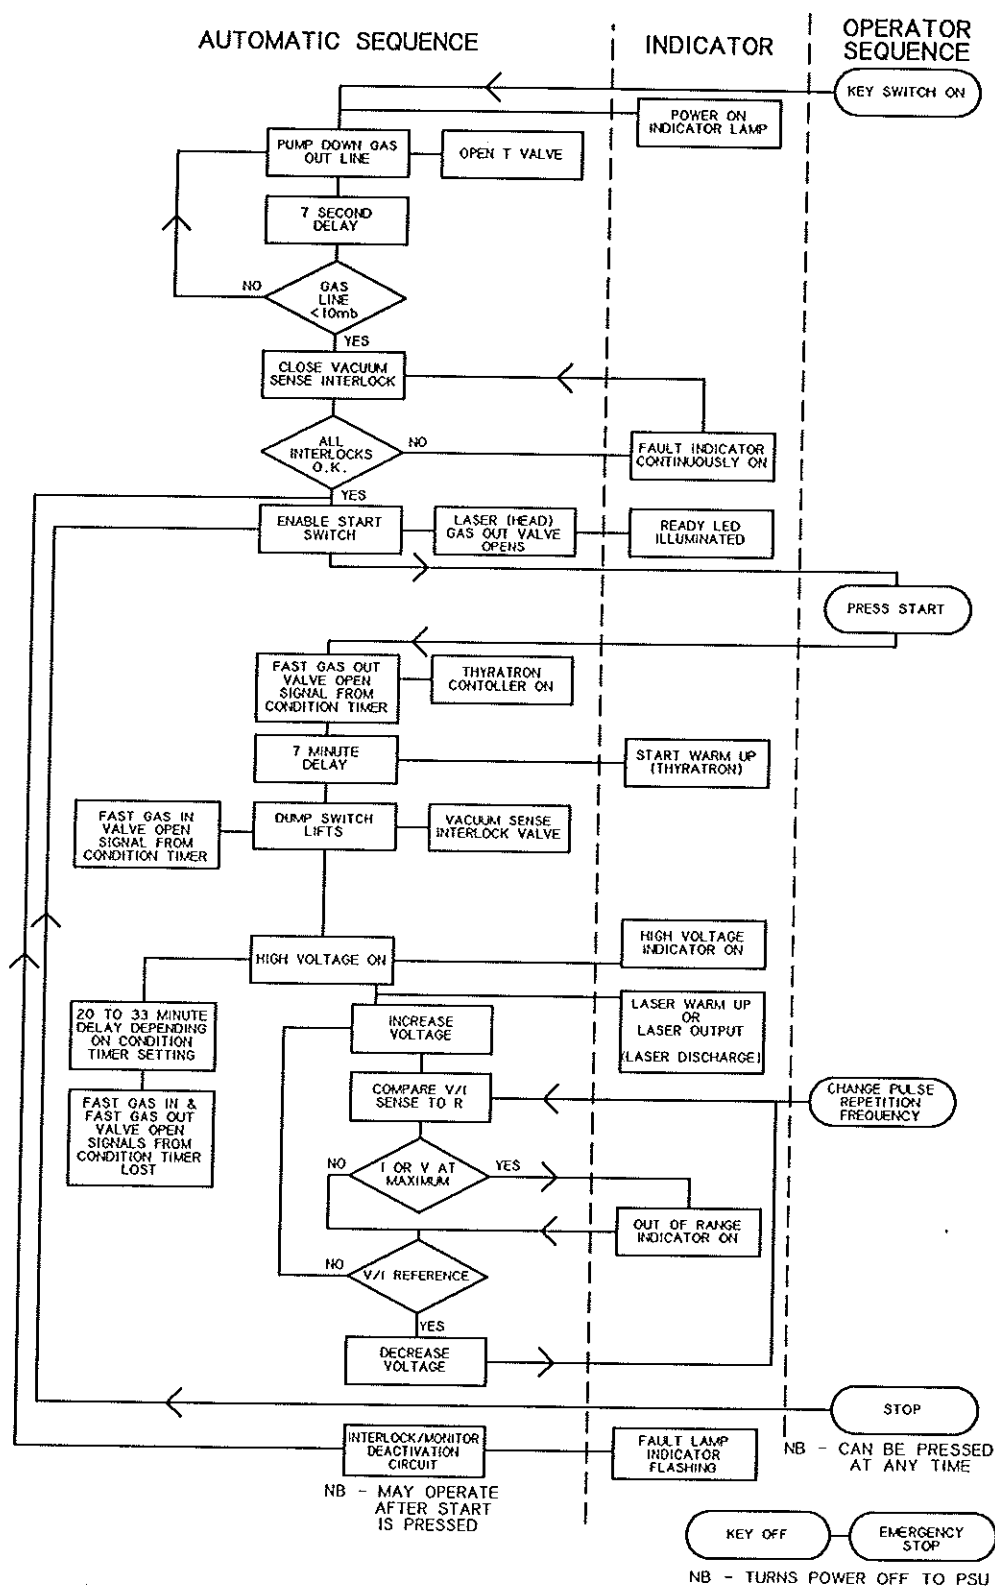 AUTOMATIC SEQUENCE
INDICATOR
OPERATOR
SEQUENCE
KEY SWITCH ON
POWER ON
INDICATOR LAMP
PUMP DOWN GAS
OUT LINE
OPEN T VALVE
7 SECOND
DELAY
GAS
LINE
<10mb
NO
YES
CLOSE VACUUM
SENSE INTERLOCK
ALL
INTERLOCKS
O.K.
NO
FAULT INDICATOR
CONTINUOUSLY ON
YES
ENABLE START
SWITCH
LASER (HEAD)
GAS OUT VALVE
OPENS
READY LED
ILLUMINATED
PRESS START
FAST GAS OUT
VALVE OPEN
SIGNAL FROM
CONDITION TIMER
THYRATRON
CONTOLLER ON
7 MINUTE
DELAY
START WARM UP
(THYRATRON)
FAST GAS IN
VALVE OPEN
SIGNAL FROM
CONDITION TIMER
DUMP SWITCH
LIFTS
VACUUM SENSE
INTERLOCK VALVE
HIGH VOLTAGE ON
HIGH VOLTAGE
INDICATOR ON
20 TO 33 MINUTE
DELAY DEPENDING
ON CONDITION
TIMER SETTING
INCREASE
VOLTAGE
LASER WARM UP
OR
LASER OUTPUT
(LASER DISCHARGE)
FAST GAS IN &
FAST GAS OUT
VALVE OPEN
SIGNALS FROM
CONDITION TIMER
LOST
COMPARE V/I
SENSE TO R
CHANGE PULSE
REPETITION
FREQUENCY
NO
I OR V AT
MAXIMUM
YES
OUT OF RANGE
INDICATOR ON
NO
V/I REFERENCE
YES
DECREASE
VOLTAGE
STOP
NB - CAN BE PRESSED
AT ANY TIME
INTERLOCK/MONITOR
DEACTIVATION
CIRCUIT
FAULT LAMP
INDICATOR
FLASHING
NB - MAY OPERATE
AFTER START
IS PRESSED
KEY OFF
EMERGENCY
STOP
NB - TURNS POWER OFF TO PSU